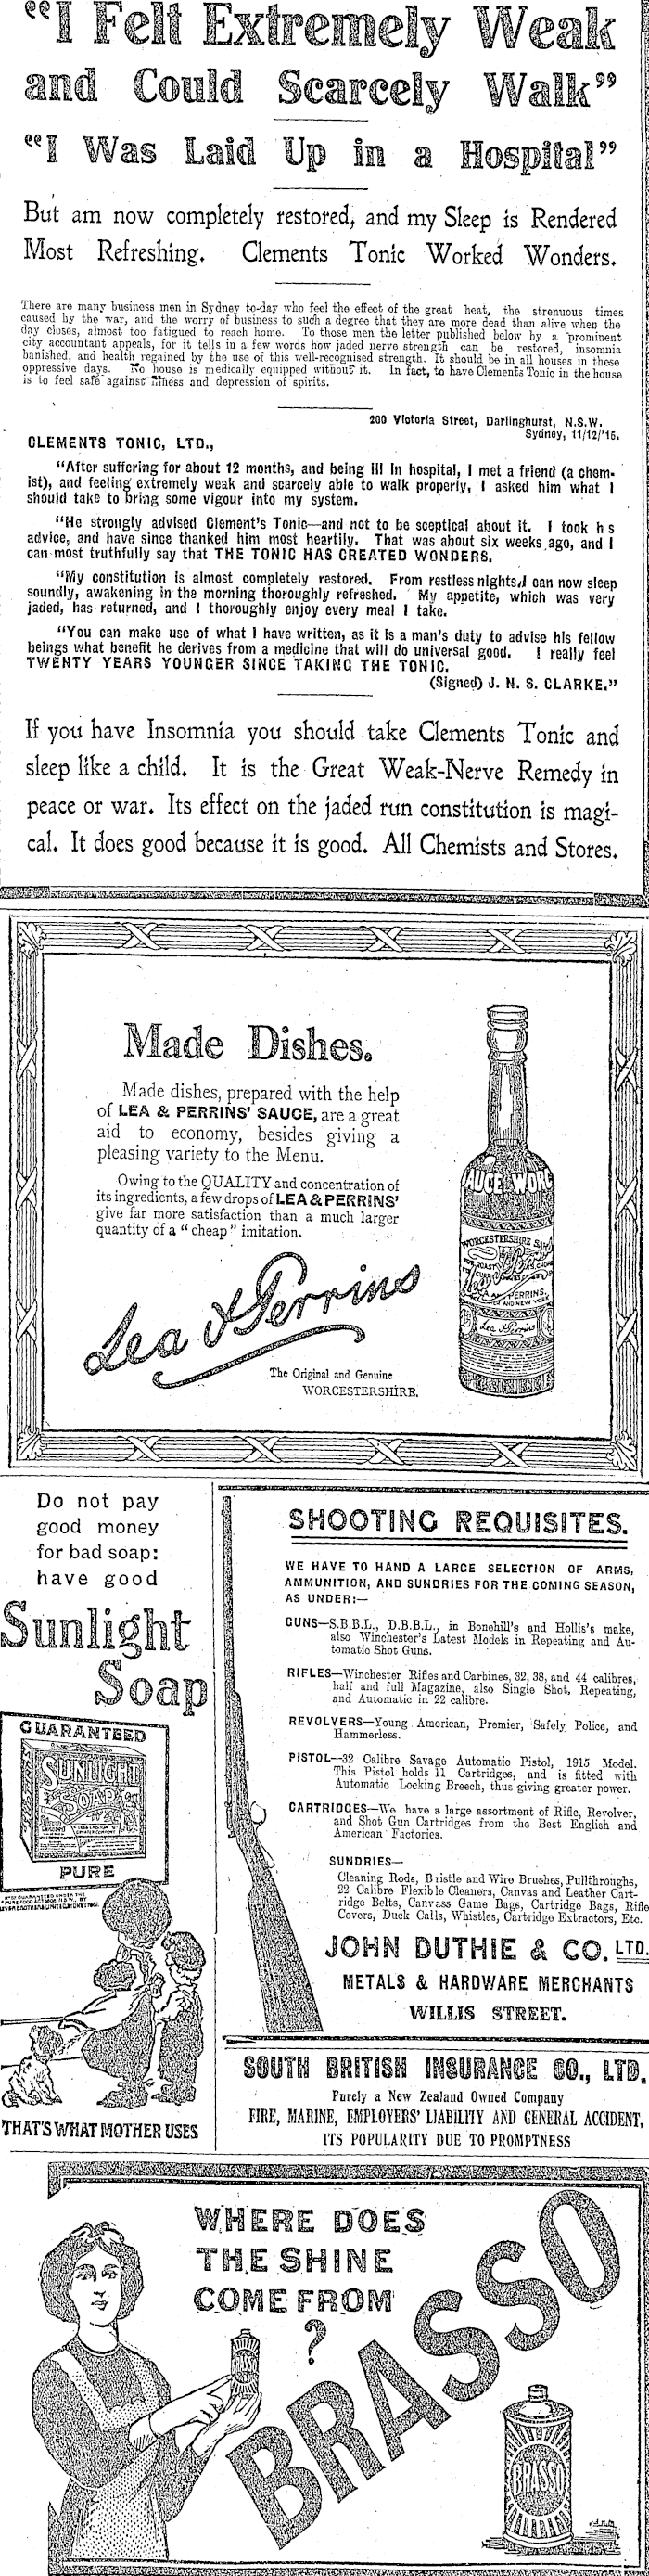 “I Felt Extremely Weak
and Could Scarcely Walk”
“I Was Laid Up in a Hospital”
But am now completely restored, and my Sleep is Rendered
Most Refreshing. Clements Tonic Worked Wonders.
There are many business men in Sydney to-day who feel the effect of the great heat, the strenuous times
caused by the war, and the worry of business to such a degree that they are more dead than alive when the
day closes, almost too fatigued to reach home. To those men the letter published below by a prominent
city accountant appeals, for it tells in a few words how jaded nerve strength can be restored, insomnia
banished, and health regained by the use of this well-recognised strength. It should be in all houses in these
oppressive days. No house is medically equipped without it. In fact, to have Clements Tonic in the house
is to feel safe against illness and depression of spirits.
200 Victoria Street, Darlinghurst, N.S.W.
Sydney, 11/12/'15.
CLEMENTS TONIC, LTD.,
“After suffering for about 12 months, and being ill in hospital, I met a friend (a chem-
ist), and feeling extremely weak and scarcely able to walk properly, I asked him what I
should take to bring some vigour into my system.
“He strongly advised Clement's Tonic—and not to be sceptical about it. I took h s
advice, and have since thanked him most heartily. That was about six weeks ago, and I
can most truthfully say that THE TONIC HAS CREATED WONDERS.
“My constitution is almost completely restored. From restless nights I can now sleep
soundly, awakening in the morning thoroughly refreshed. My appetite, which was very
jaded, has returned, and I thoroughly enjoy every meal I take.
“You can make use of what I have written, as it is a man's duty to advise his fellow
beings what benefit he derives from a medicine that will do universal good. I really feel
TWENTY YEARS YOUNGER SINCE TAKING THE TONIC.
(Signed) J. N. S. CLARKE.”
If you have Insomnia you should take Clements Tonic and
sleep like a child. It is the Great Weak-Nerve Remedy in
peace or war. Its effect on the jaded run constitution is magi-
cal. It does good because it is good. All Chemists and Stores.
Made Dishes.
Made dishes, prepared with the help
of LEA & PERRINS' SAUCE, are a great
aid to economy, besides giving a
pleasing variety to the Menu.
Owing to the QUALITY and concentration of
its ingredients, a few drops of LEA & PERRINS'
give far more satisfaction than a much larger
quantity of a “cheap” imitation.
Lea & Perrins
The Original and Genuine
WORCESTERSHIRE.
AUCE & WORC
WORCESTERSHIRE SAU
PERRINS,
AND NEW YORK
Lea & Perrins
Do not pay
good money
for bad soap:
have good
Sunlight
Soap
GUARANTEED
SUNLIGHT
SOAP
PURE
THAT'S WHAT MOTHER USES
SHOOTING REQUISITES.
WE HAVE TO HAND A LARGE SELECTION OF ARMS,
AMMUNITION, AND SUNDRIES FOR THE COMING SEASON,
AS UNDER:—
GUNS—S.B.B.L., D.B.B.L., in Bonehill's and Hollis's make,
also Winchester's Latest Models in Repeating and Au-
tomatic Shot Guns.
RIFLES—Winchester Rifles and Carbines, 32, 38, and 44 calibres,
half and full Magazine, also Single Shot, Repeating,
and Automatic in 22 calibre.
REVOLVERS—Young American, Premier, Safely Police, and
Hammerless.
PISTOL—32 Calibre Savage Automatic Pistol, 1915 Model.
This Pistol holds 11 Cartridges, and is fitted with
Automatic Locking Breech, thus giving greater power.
CARTRIDGES—We have a large assortment of Rifle, Revolver,
and Shot Gun Cartridges from the Best English and
American Factories.
SUNDRIES—
Cleaning Rods, Bristle and Wire Brushes, Pullthroughs,
22 Calibre Flexible Cleaners, Canvas and Leather Cart-
ridge Belts, Canvass Game Bags, Cartridge Bags, Rifle
Covers, Duck Calls, Whistles, Cartridge Extractors, Etc.
JOHN DUTHIE & CO. LTD.
METALS & HARDWARE MERCHANTS
WILLIS STREET.
SOUTH BRITISH INSURANCE CO., LTD.
Purely a New Zealand Owned Company
FIRE, MARINE, EMPLOYERS' LIABILITY AND GENERAL ACCIDENT,
ITS POPULARITY DUE TO PROMPTNESS
WHERE DOES
THE SHINE
COME FROM
?
BRASSO
BRASSO